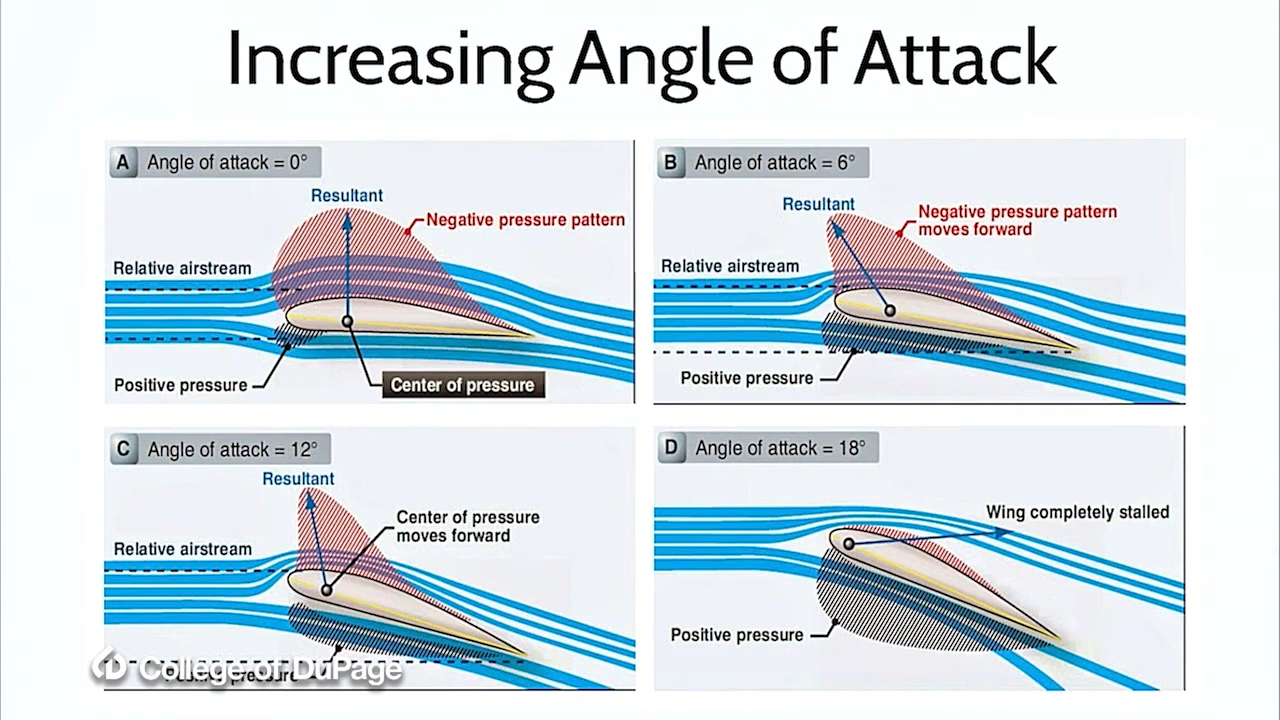 Increasing Angle of Attack
A Angle of attack = 0°
Resultant
Negative pressure pattern
Relative airstream
Positive pressure
Center of pressure
B Angle of attack = 6°
Resultant
Negative pressure pattern
moves forward
Relative airstream
Positive pressure
C Angle of attack = 12°
Resultant
Center of pressure
moves forward
Relative airstream
Positive pressure
College of DuPage
D Angle of attack = 18°
Wing completely stalled
Positive pressure